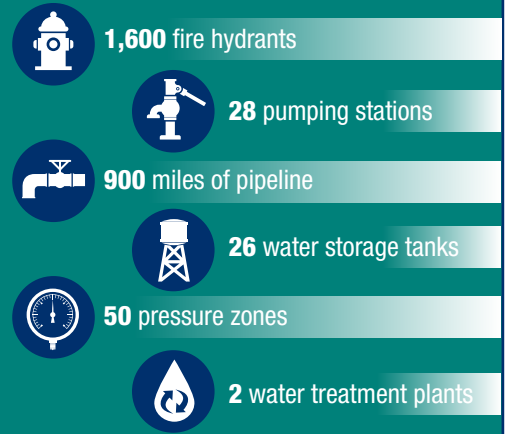 1,600 fire hydrants
28 pumping stations
900 miles of pipeline
26 water storage tanks
50 pressure zones
2 water treatment plants